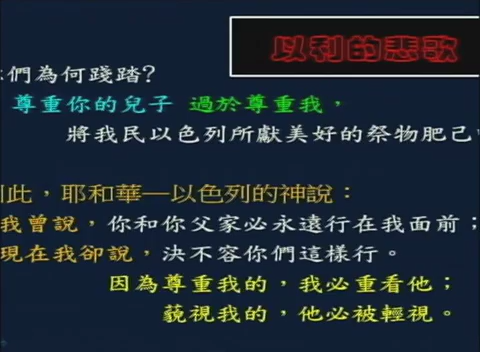 以利的悲歌
們為何踐踏?
尊重你的兒子 過於尊重我，
將我民以色列所獻美好的祭物肥己
此，耶和華—以色列的神說：
我曾說，你和你父家必永遠行在我面前；
現在我卻說，決不容你們這樣行。
因為尊重我的，我必重看他；
藐視我的，他必被輕視。